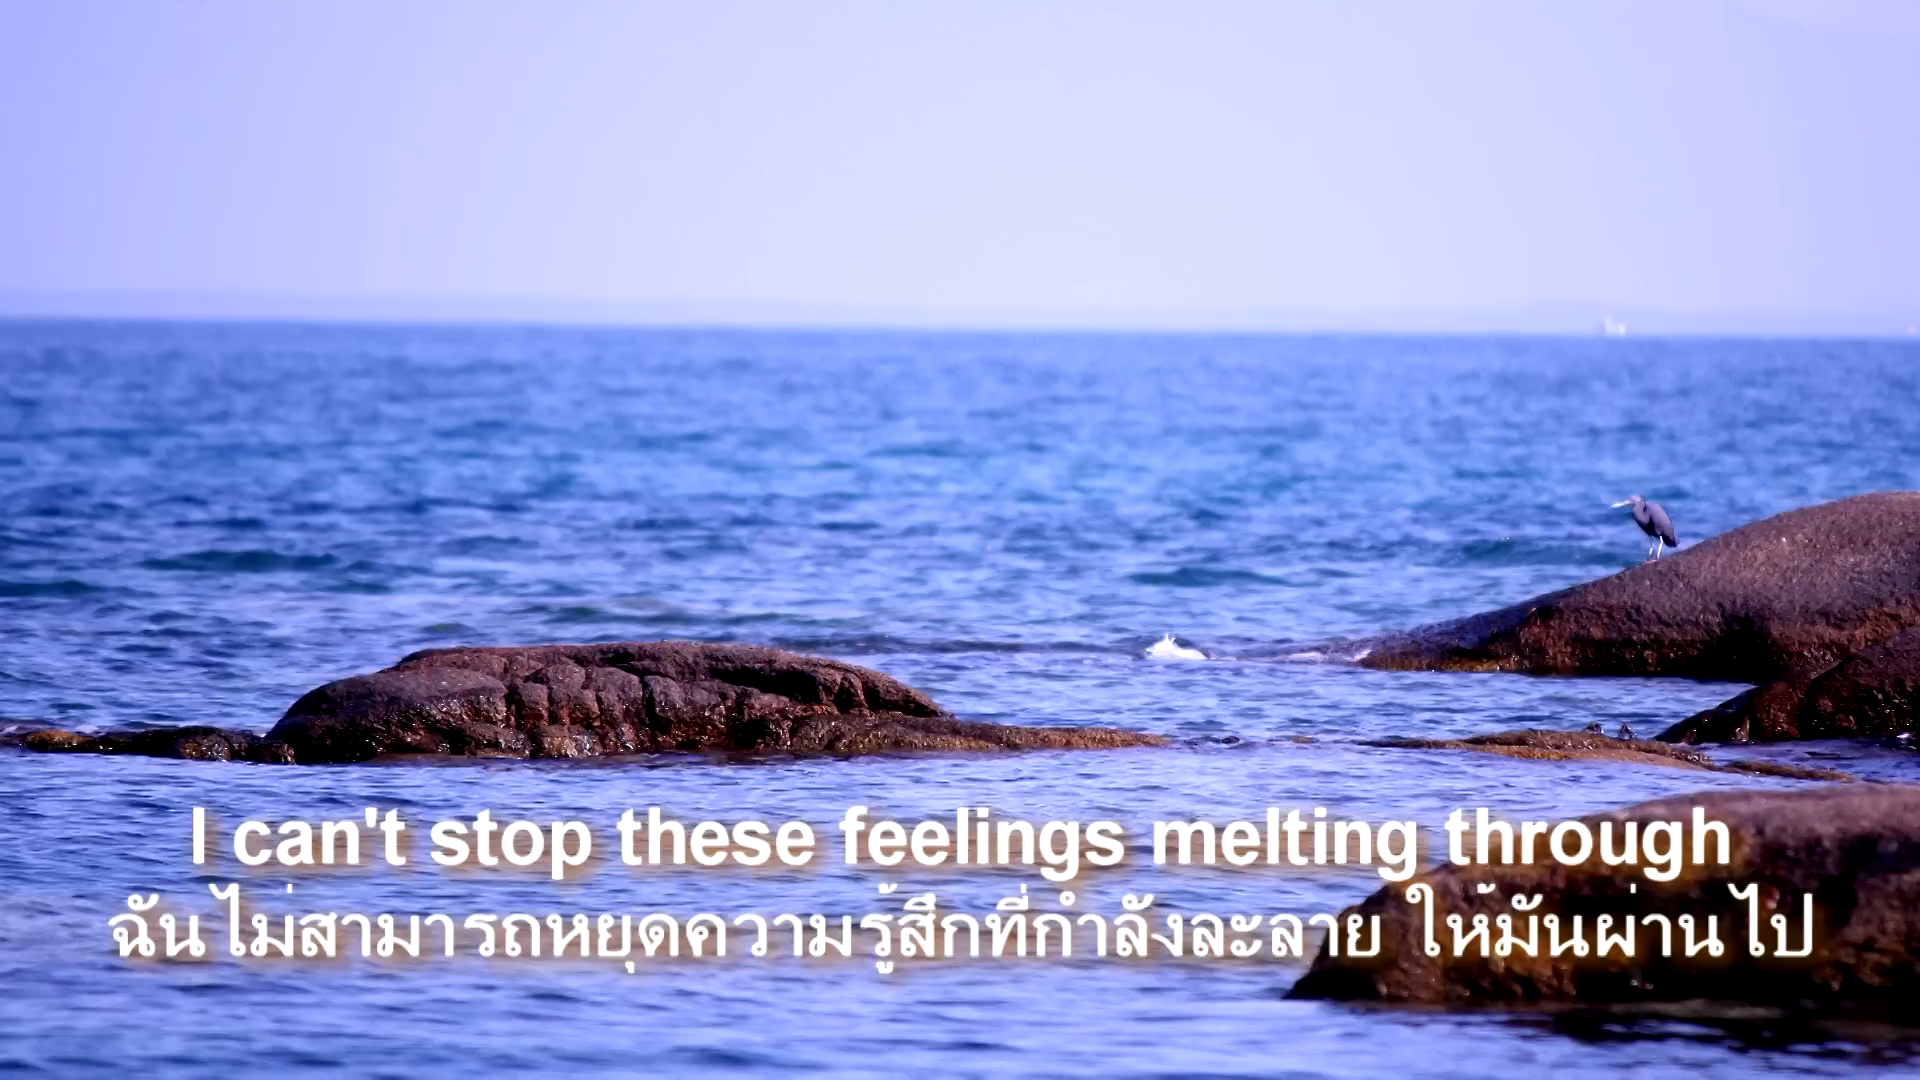 I can't stop these feelings melting through
ฉันไม่สามารถหยุดความรู้สึกที่กำลังละลาย ให้มันผ่านไป